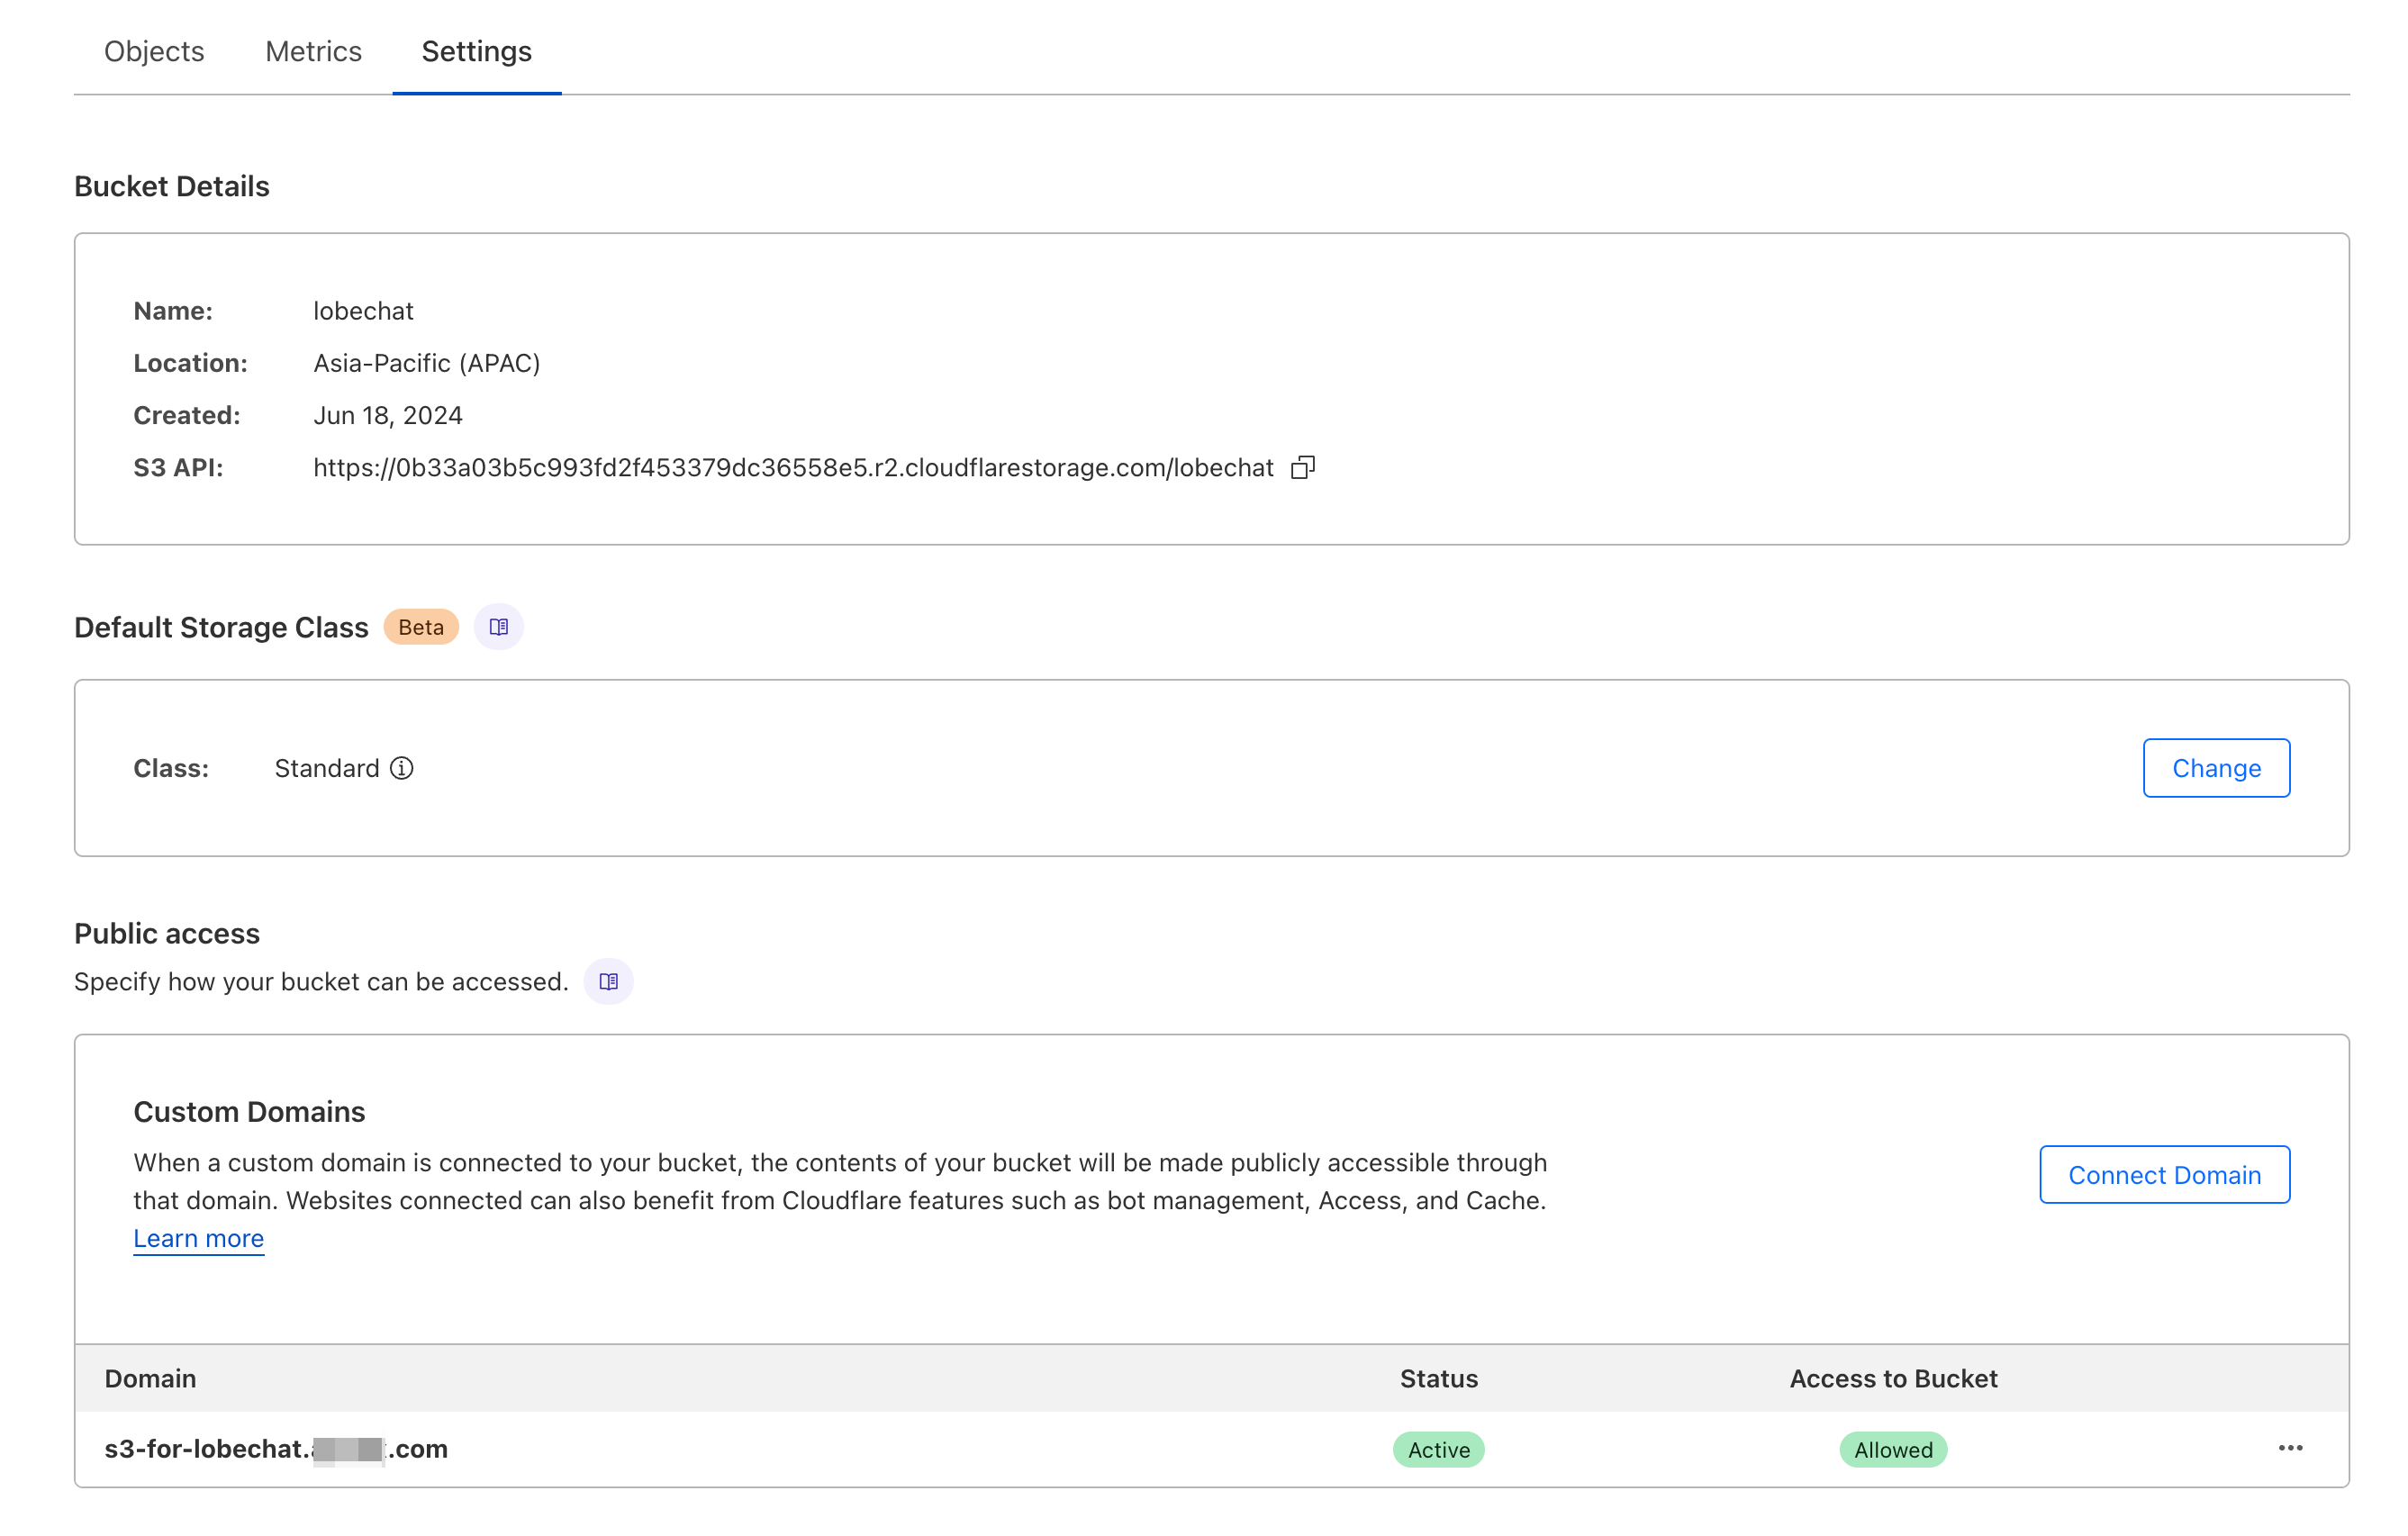 Objects Metrics Settings
Bucket Details
Name: lobechat
Location: Asia-Pacific (APAC)
Created: Jun 18, 2024
S3 API: https://0b33a03b5c993fd2f453379dc36558e5.r2.cloudflarestorage.com/lobechat
Default Storage Class Beta
Class: Standard Change
Public access
Specify how your bucket can be accessed.
Custom Domains
When a custom domain is connected to your bucket, the contents of your bucket will be made publicly accessible through
that domain. Websites connected can also benefit from Cloudflare features such as bot management, Access, and Cache.
Learn more
Connect Domain
Domain Status Access to Bucket
s3-for-lobechat. .com Active Allowed